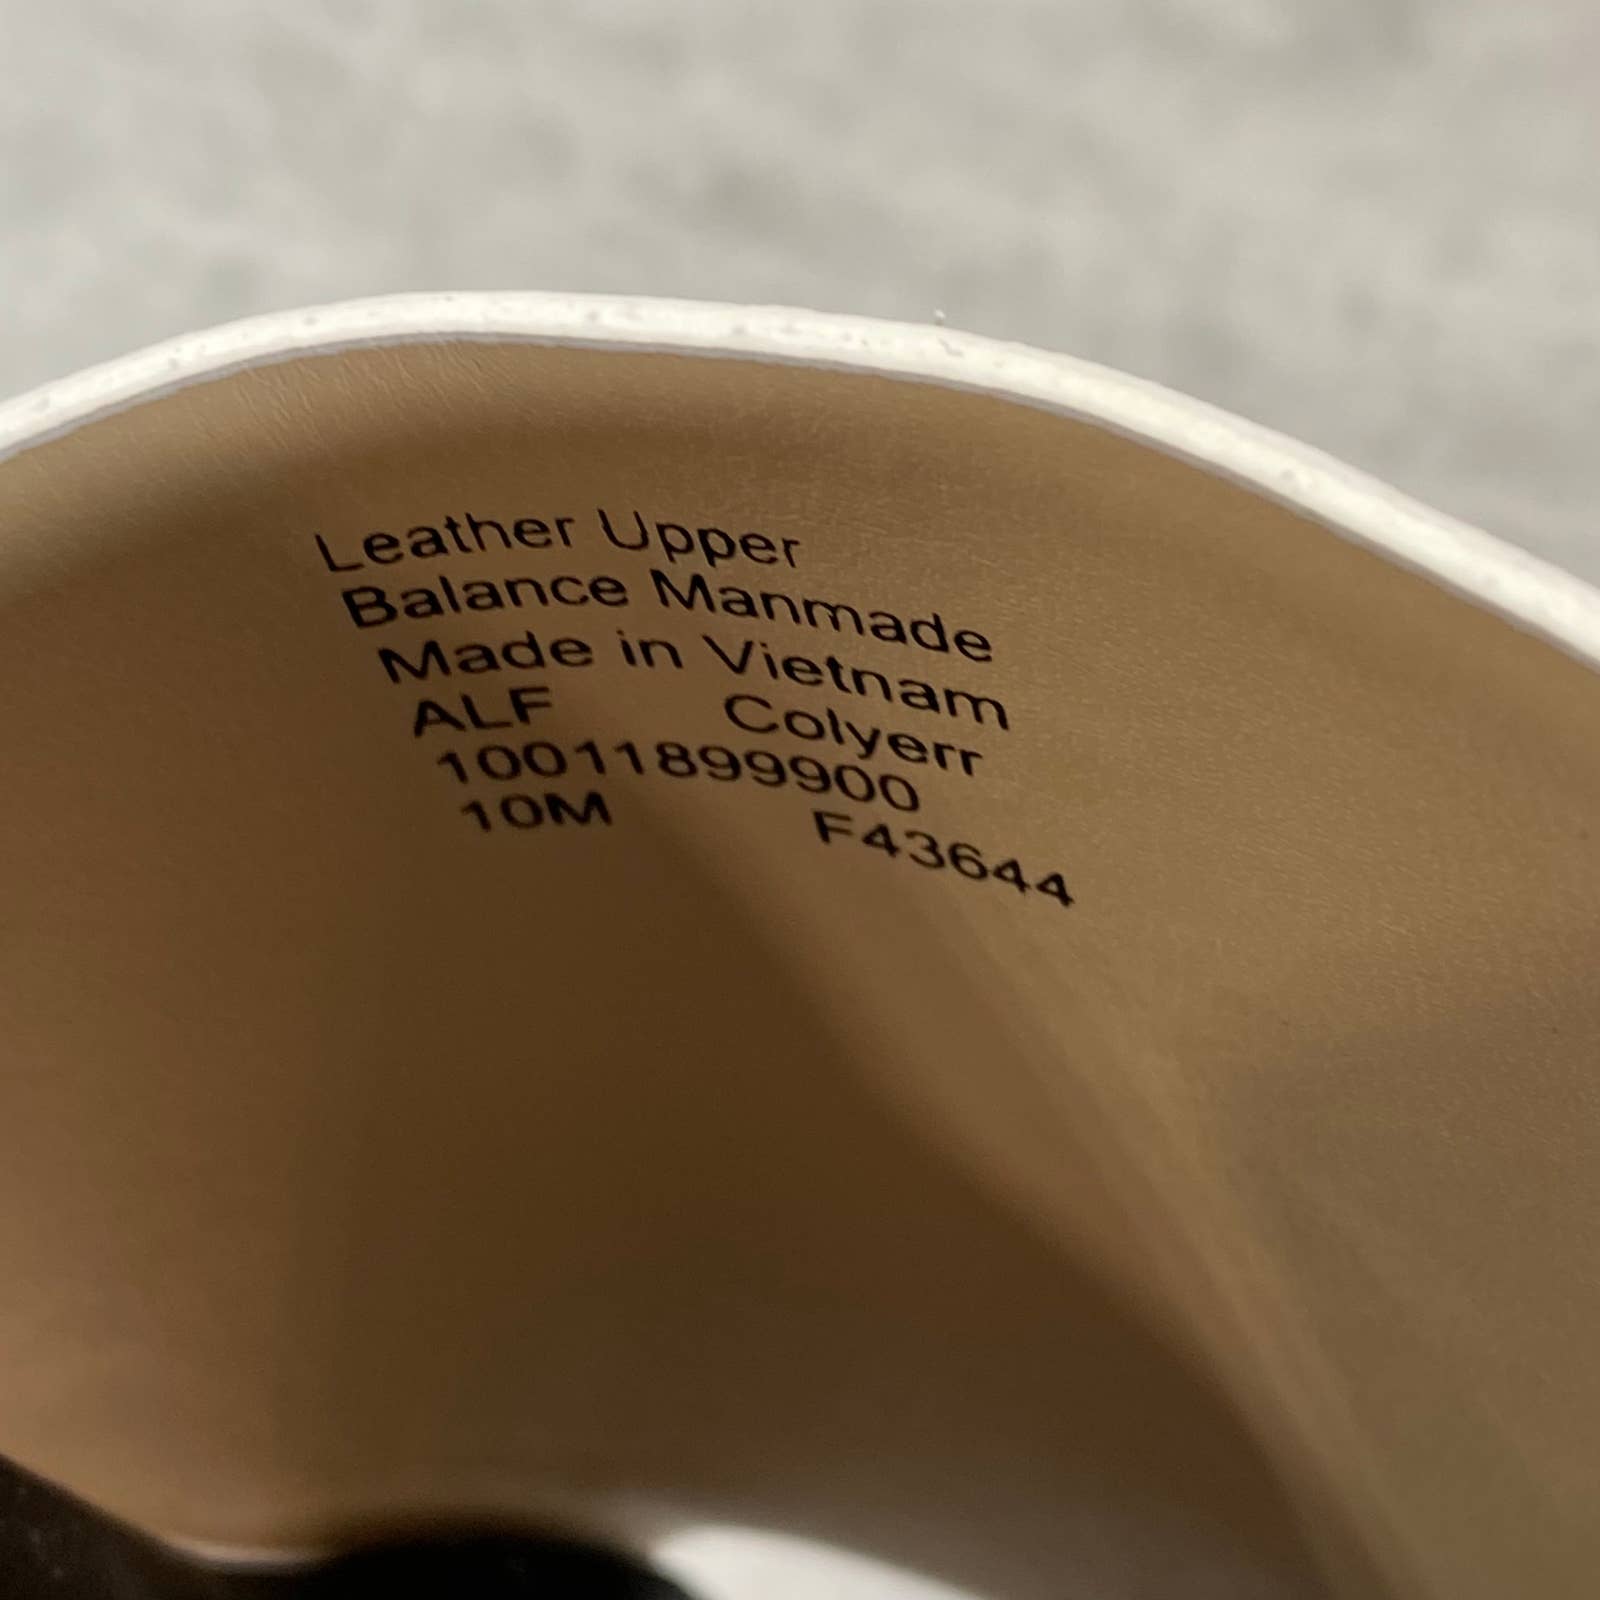 Leather Upper
Balance Manmade
Made in Vietnam
ALF Colyerr
10011899900
10M F43644